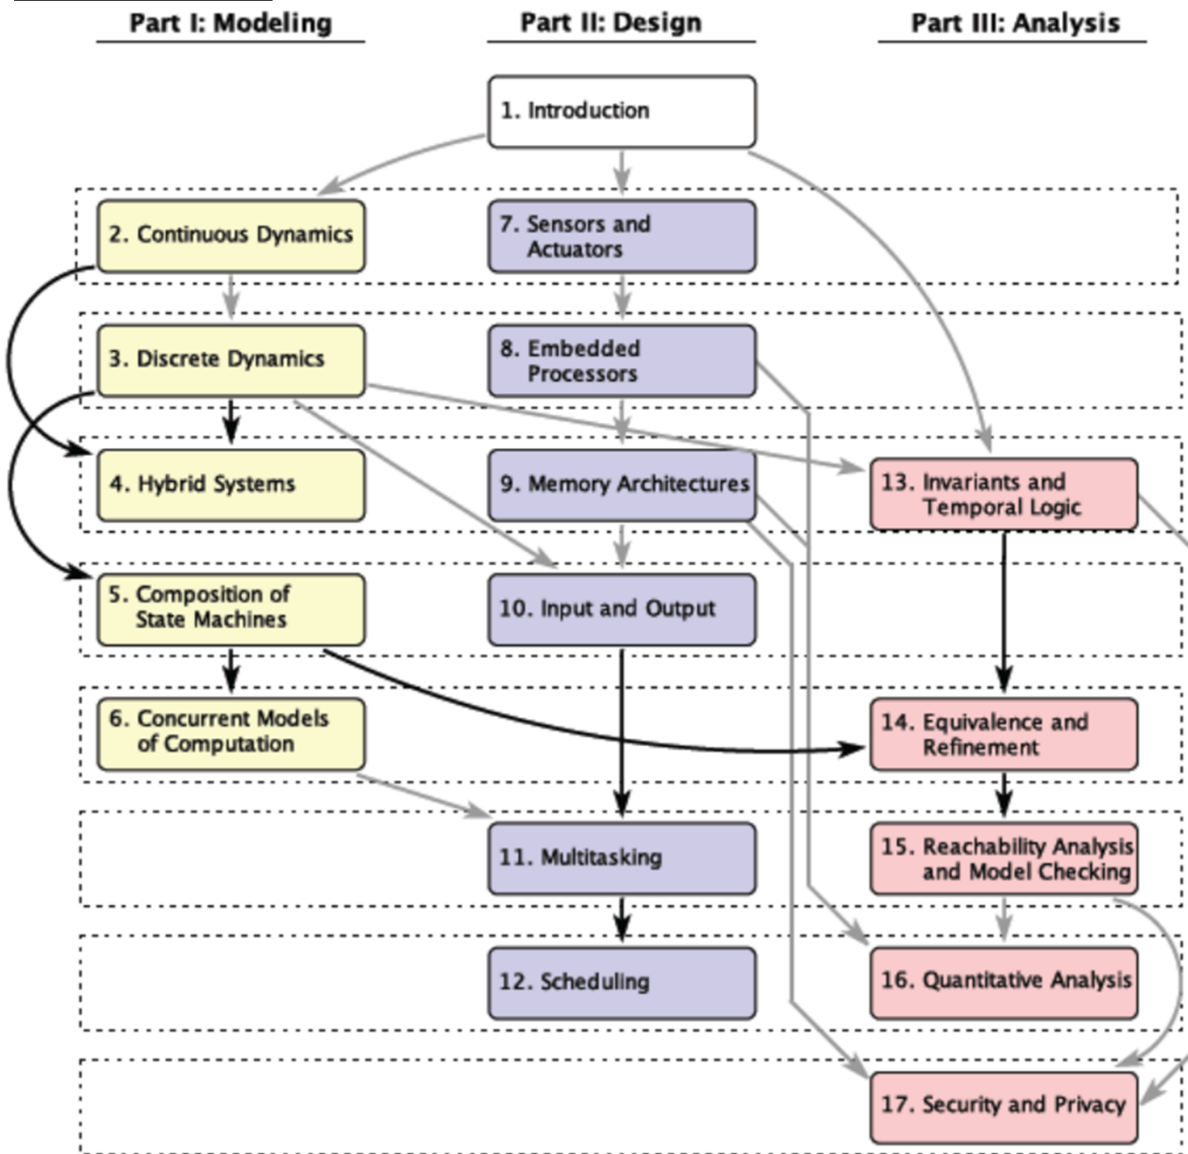 Part I: Modeling
Part II: Design
Part III: Analysis
1. Introduction
2. Continuous Dynamics
7. Sensors and
Actuators
3. Discrete Dynamics
8. Embedded
Processors
4. Hybrid Systems
9. Memory Architectures
13. Invariants and
Temporal Logic
5. Composition of
State Machines
10. Input and Output
6. Concurrent Models
of Computation
14. Equivalence and
Refinement
11. Multitasking
15. Reachability Analysis
and Model Checking
12. Scheduling
16. Quantitative Analysis
17. Security and Privacy